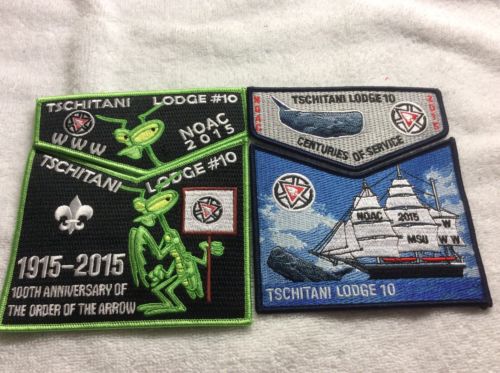 TSCHITANI LODGE #10
WWW
NOAC
2015
TSCHITANI LODGE #10
1915-2015
100TH ANNIVERSARY OF
THE ORDER OF THE ARROW
TSCHITANI LODGE 10
NOAC
2015
CENTURIES OF SERVICE
NOAC 2015 W
MSU W W
TSCHITANI LODGE 10